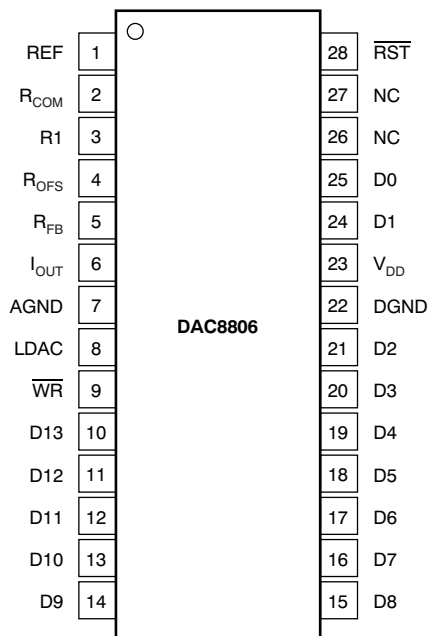 REF 1 28 R̅S̅T̅
R_COM 2 27 NC
R1 3 26 NC
R_OFS 4 25 D0
R_FB 5 24 D1
I_OUT 6 23 V_DD
AGND 7 22 DGND
DAC8806
LDAC 8 21 D2
W̅R̅ 9 20 D3
D13 10 19 D4
D12 11 18 D5
D11 12 17 D6
D10 13 16 D7
D9 14 15 D8